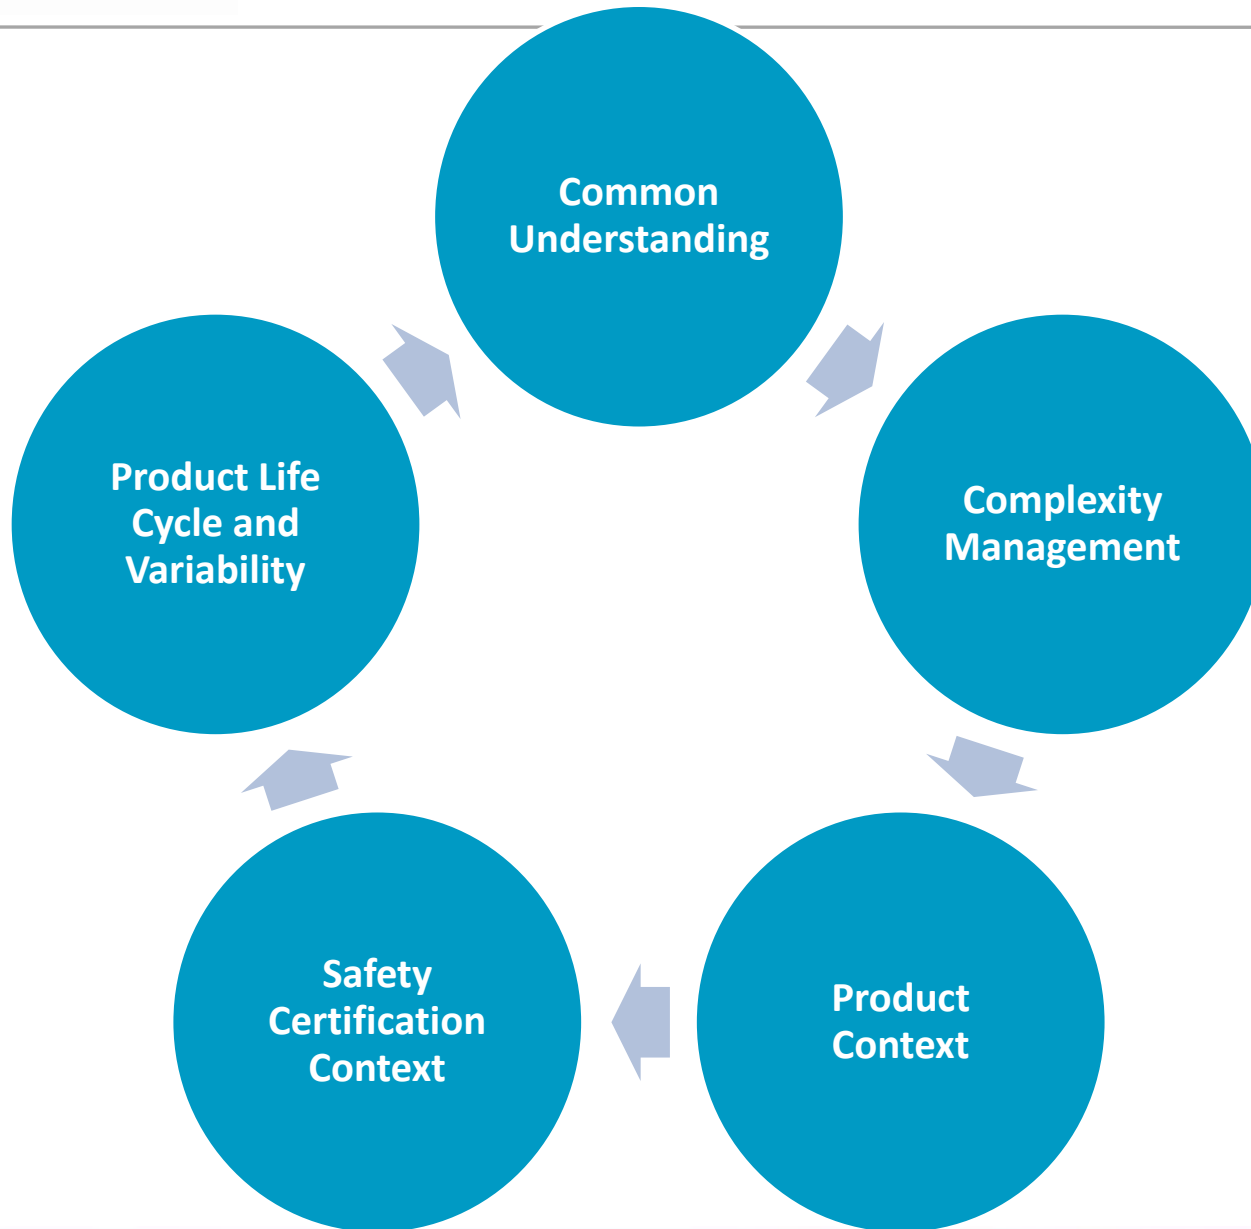 Common
Understanding
Complexity
Management
Product
Context
Safety
Certification
Context
Product Life
Cycle and
Variability